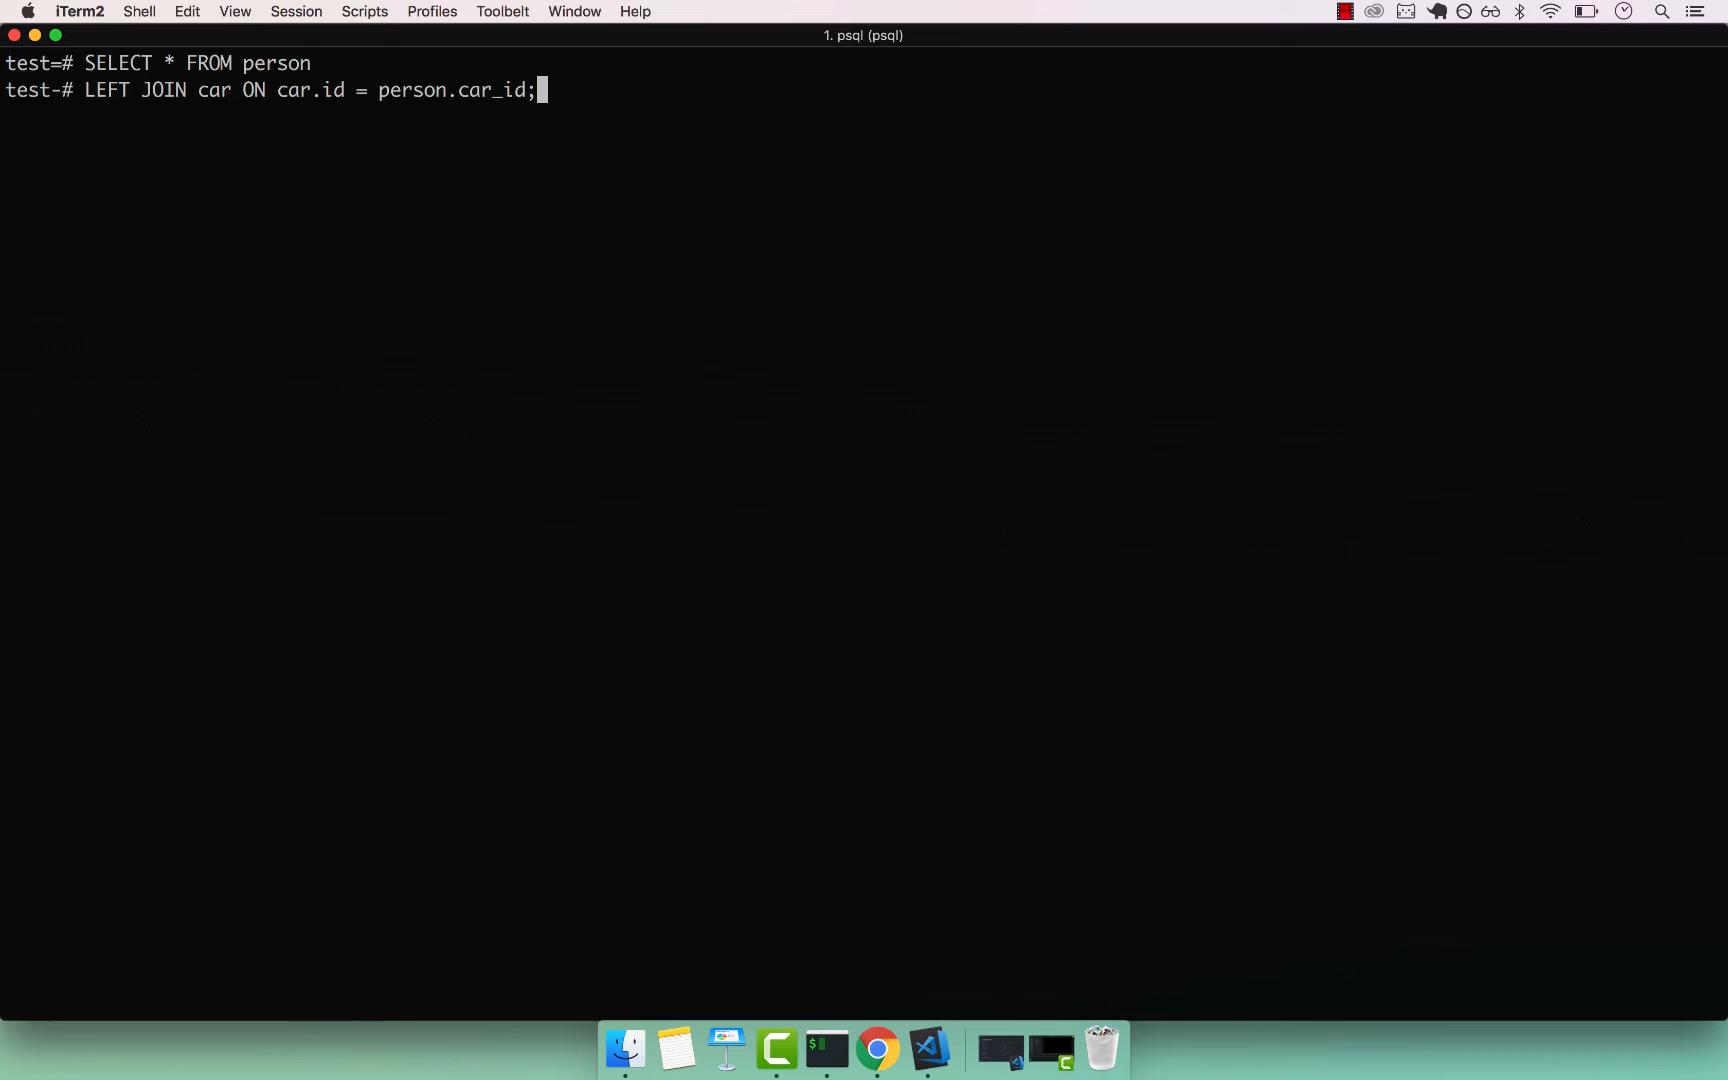 iTerm2 Shell Edit View Session Scripts Profiles Toolbelt Window Help
1. psql (psql)
test=# SELECT * FROM person
test-# LEFT JOIN car ON car.id = person.car_id;
$